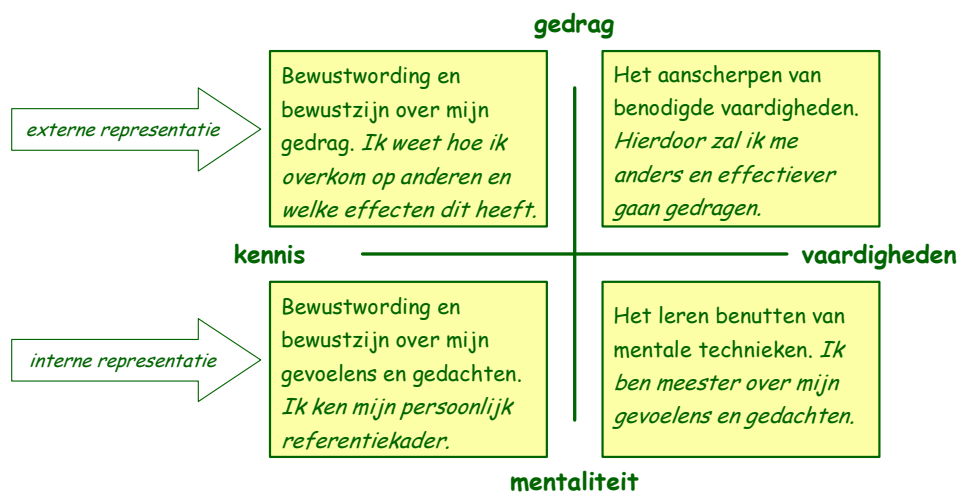 gedrag
externe representatie
Bewustwording en
bewustzijn over mijn
gedrag. Ik weet hoe ik
overkom op anderen en
welke effecten dit heeft.
Het aanscherpen van
benodigde vaardigheden.
Hierdoor zal ik me
anders en effectiever
gaan gedragen.
kennis
vaardigheden
interne representatie
Bewustwording en
bewustzijn over mijn
gevoelens en gedachten.
Ik ken mijn persoonlijk
referentiekader.
Het leren benutten van
mentale technieken. Ik
ben meester over mijn
gevoelens en gedachten.
mentaliteit